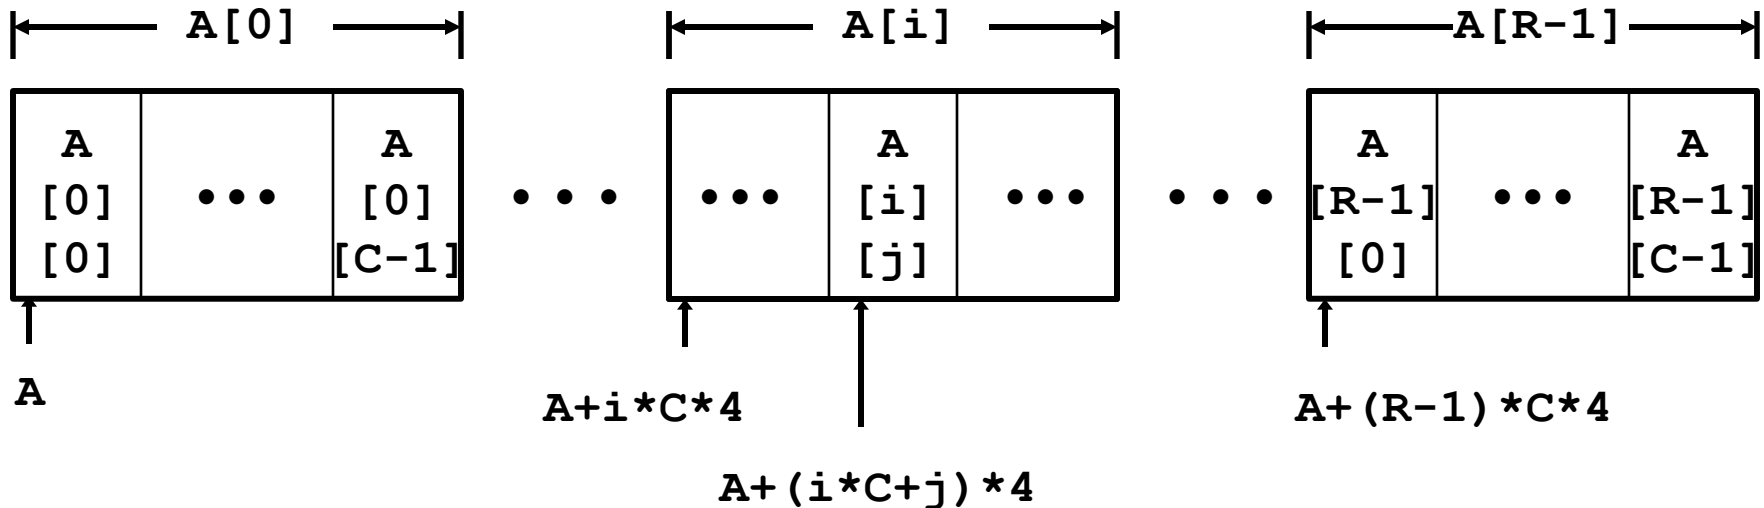 A[0] A[i] A[R-1]
A A A A A
[0] ••• [0] • • • ••• [i] ••• • • • [R-1] ••• [R-1]
[0] [C-1] [j] [0] [C-1]
A A+i*C*4 A+(R-1)*C*4
A+(i*C+j)*4